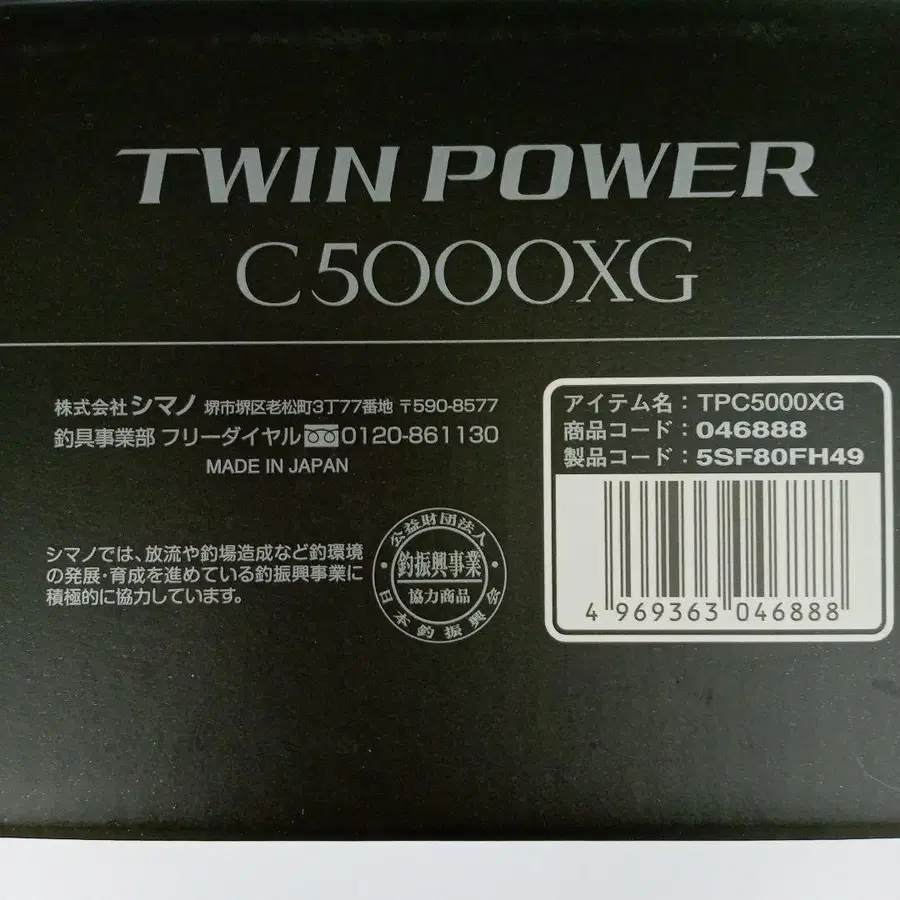 TWIN POWER
C5000XG
株式会社シマノ 堺市堺区老松町3丁77番地 〒590-8577
釣具事業部 フリーダイヤル 0120-861130
MADE IN JAPAN
シマノでは、放流や釣場造成など釣環境
の発展・育成を進めている釣振興事業に
積極的に協力しています。
公益財団法人
釣振興事業
協力商品
日本釣振興会
アイテム名：TPC5000XG
商品コード：046888
製品コード：5SF80FH49
4 969363 046888